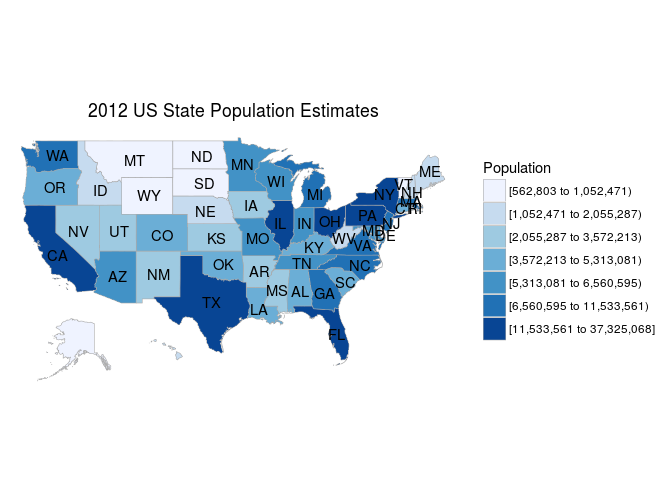 2012 US State Population Estimates
WA
MT
ND
MN
ME
OR
ID
WY
SD
WI
MI
VT
NH
NY
MA
CT
RI
NV
UT
CO
NE
IA
IL
IN
OH
PA
NJ
MD
DE
CA
KS
MO
KY
WV
VA
AZ
NM
OK
AR
TN
NC
TX
LA
MS
AL
GA
SC
FL
Population
[562,803 to 1,052,471)
[1,052,471 to 2,055,287)
[2,055,287 to 3,572,213)
[3,572,213 to 5,313,081)
[5,313,081 to 6,560,595)
[6,560,595 to 11,533,561)
[11,533,561 to 37,325,068]